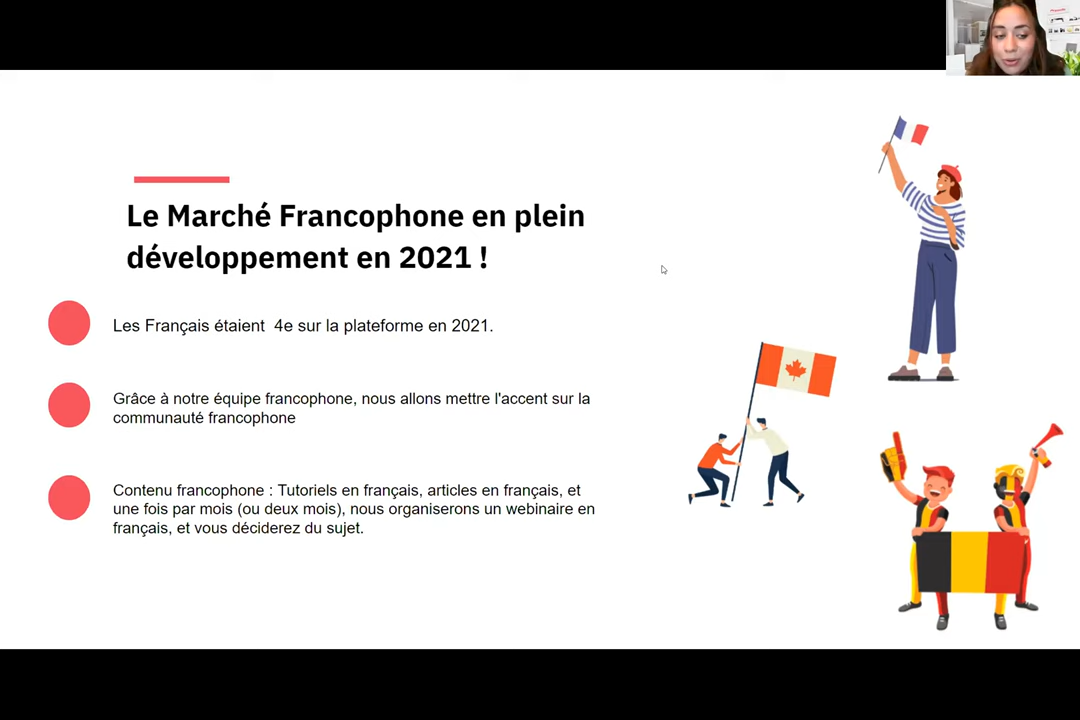 Le Marché Francophone en plein
développement en 2021 !
Les Français étaient  4e sur la plateforme en 2021.
Grâce à notre équipe francophone, nous allons mettre l'accent sur la
communauté francophone
Contenu francophone : Tutoriels en français, articles en français, et
une fois par mois (ou deux mois), nous organiserons un webinaire en
français, et vous déciderez du sujet.